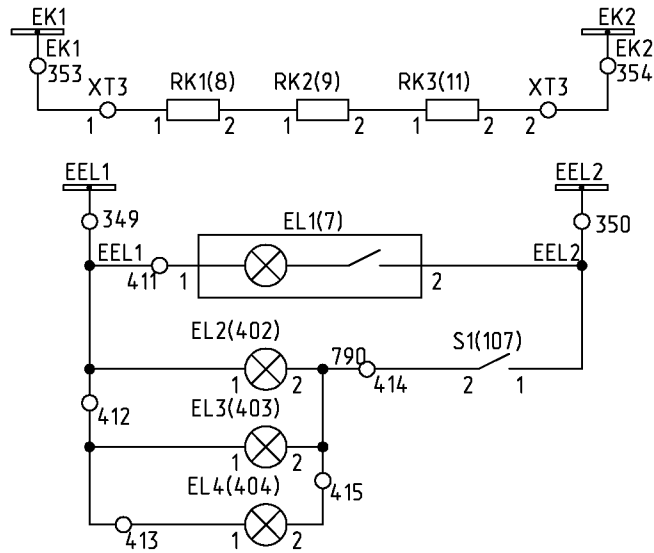 EK1 EK2
EK1 EK2
353 354
XT3 RK1(8) RK2(9) RK3(11) XT3
1 1 2 1 2 1 2 2
EEL1 EEL2
349 350
EL1(7)
EEL1 EEL2
411 1 2
EL2(402) 790 S1(107)
1 2 414 2 1
EL3(403)
412
1 2
EL4(404) 415
413 1 2